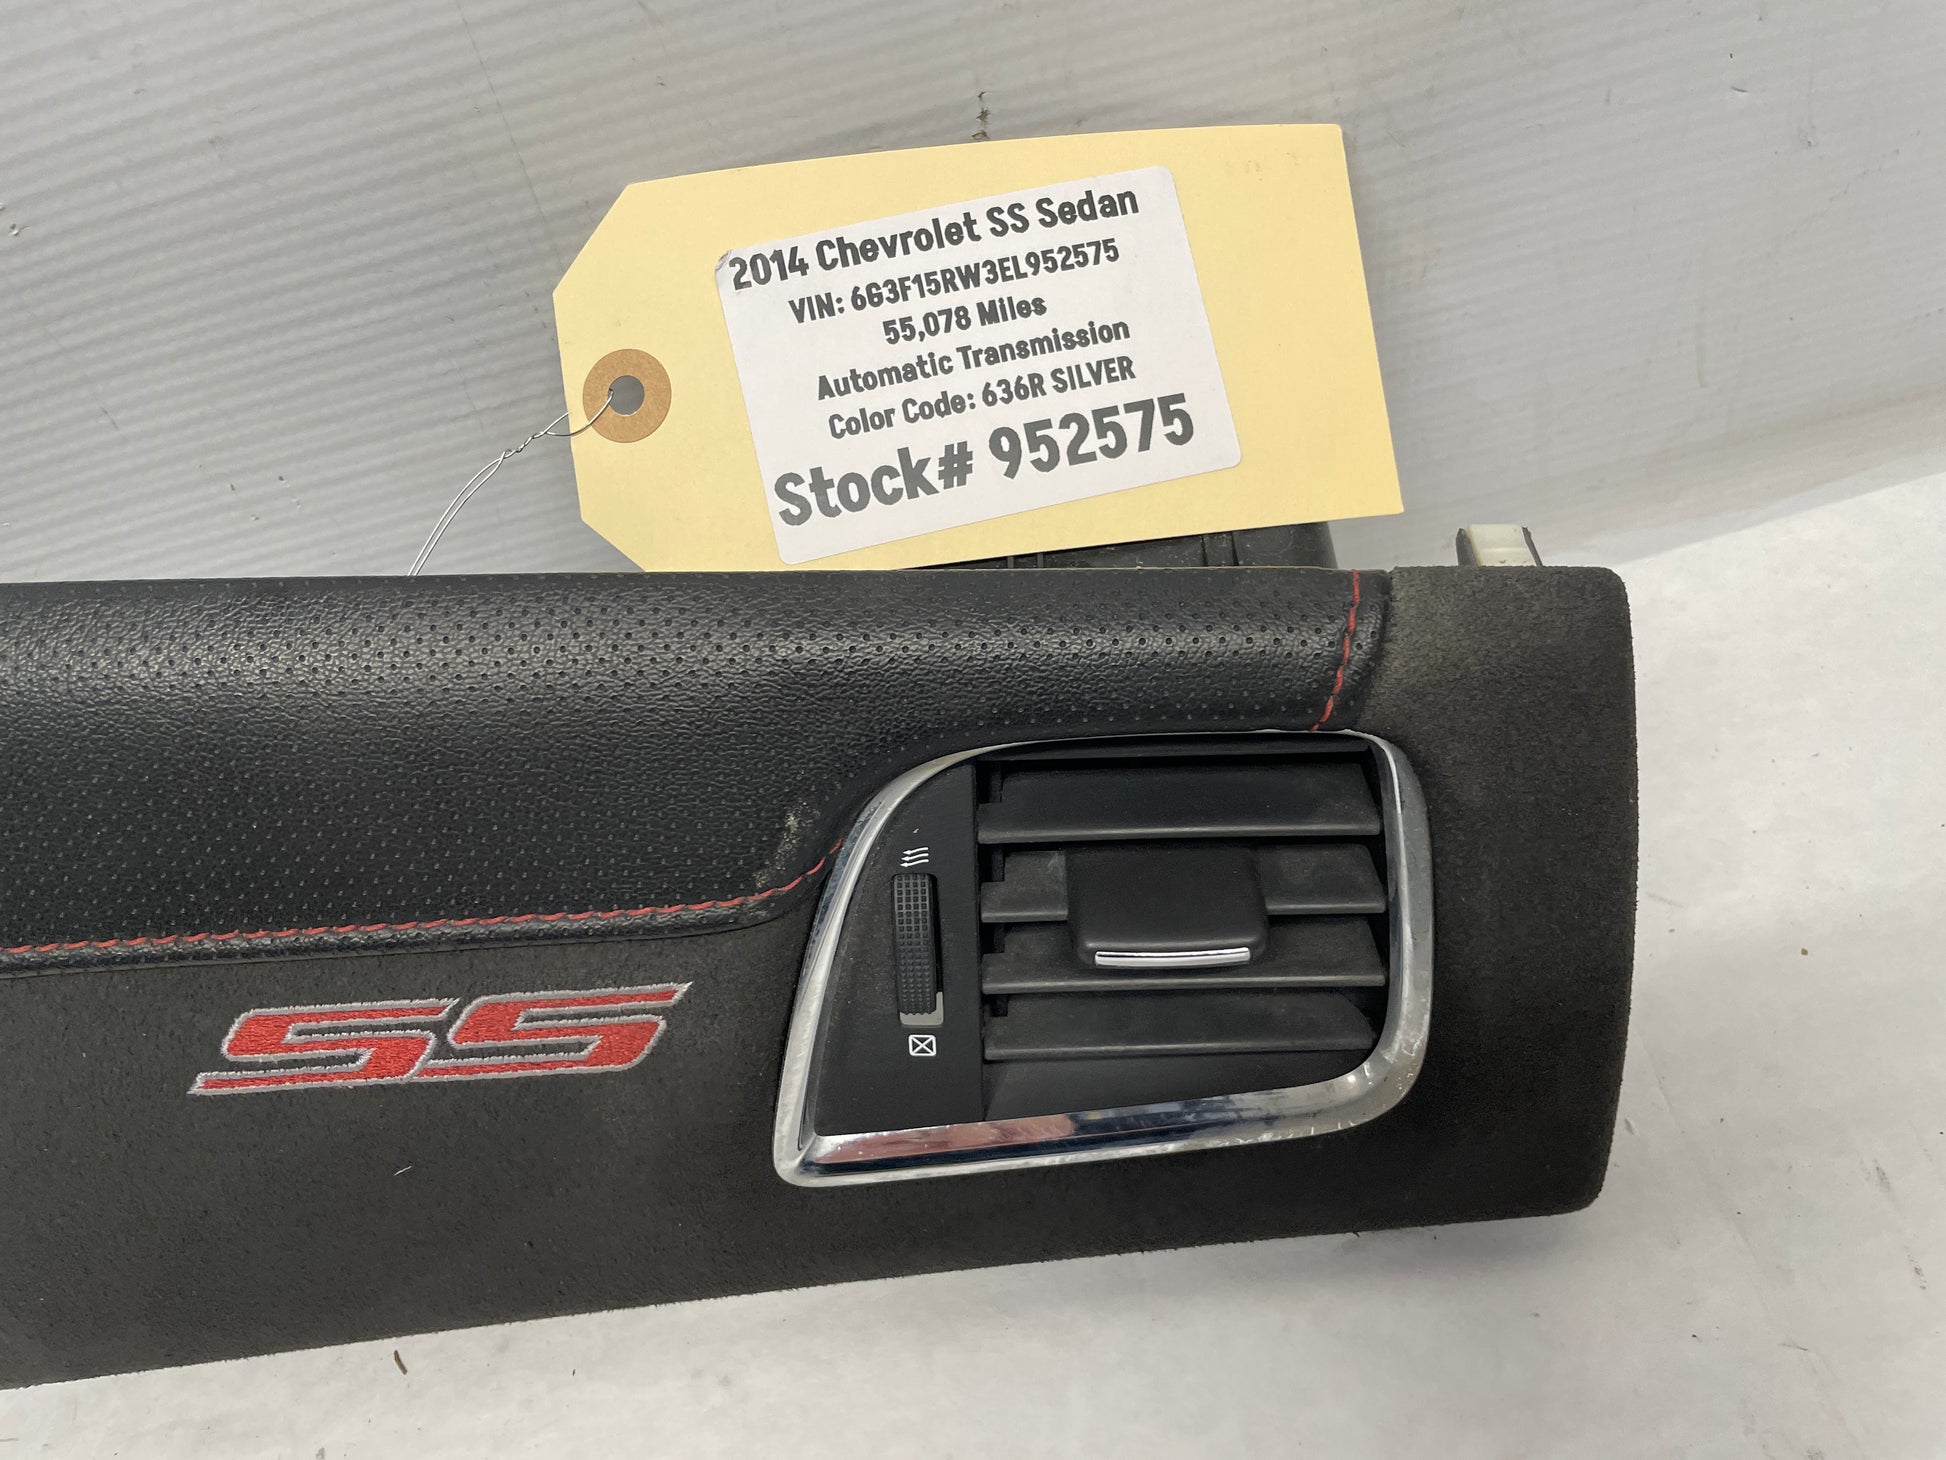 2014 Chevrolet SS Sedan
VIN: 6G3F15RW3EL952575
55,078 Miles
Automatic Transmission
Color Code: 636R SILVER
Stock# 952575
SS